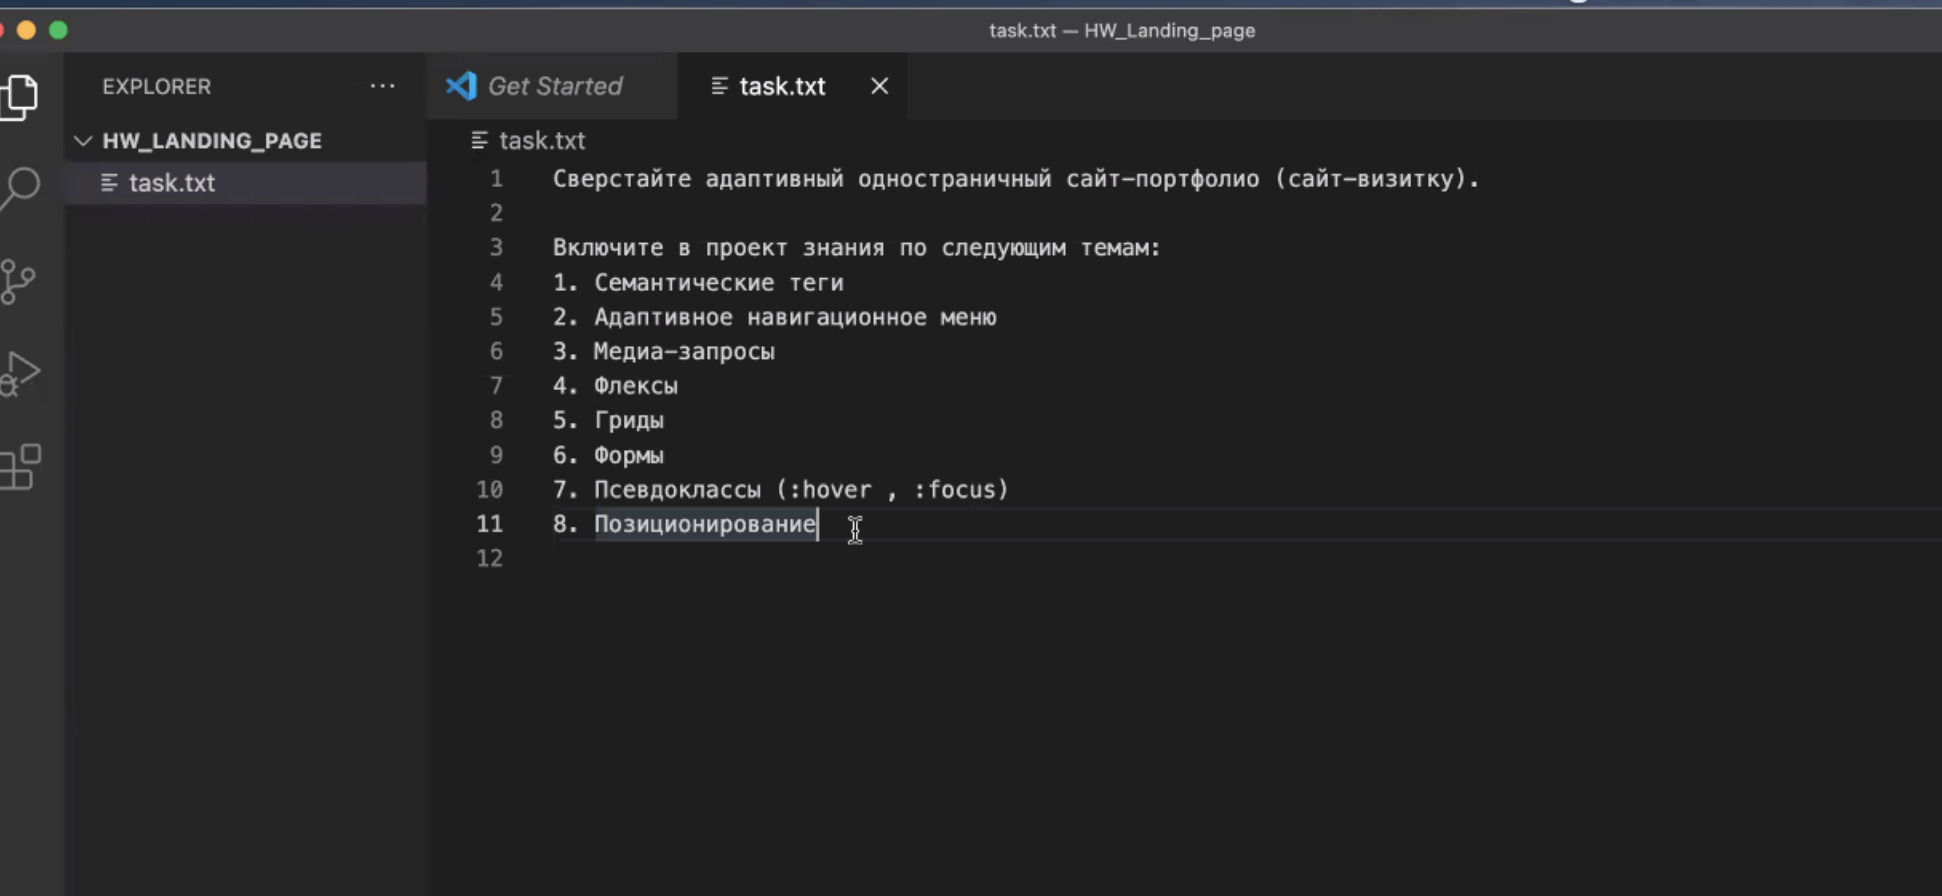 task.txt — HW_Landing_page
EXPLORER ···
Get Started
task.txt
HW_LANDING_PAGE
task.txt
task.txt
1 Сверстайте адаптивный одностраничный сайт-портфолио (сайт-визитку).
2
3 Включите в проект знания по следующим темам:
4 1. Семантические теги
5 2. Адаптивное навигационное меню
6 3. Медиа-запросы
7 4. Флексы
8 5. Гриды
9 6. Формы
10 7. Псевдоклассы (:hover , :focus)
11 8. Позиционирование
12